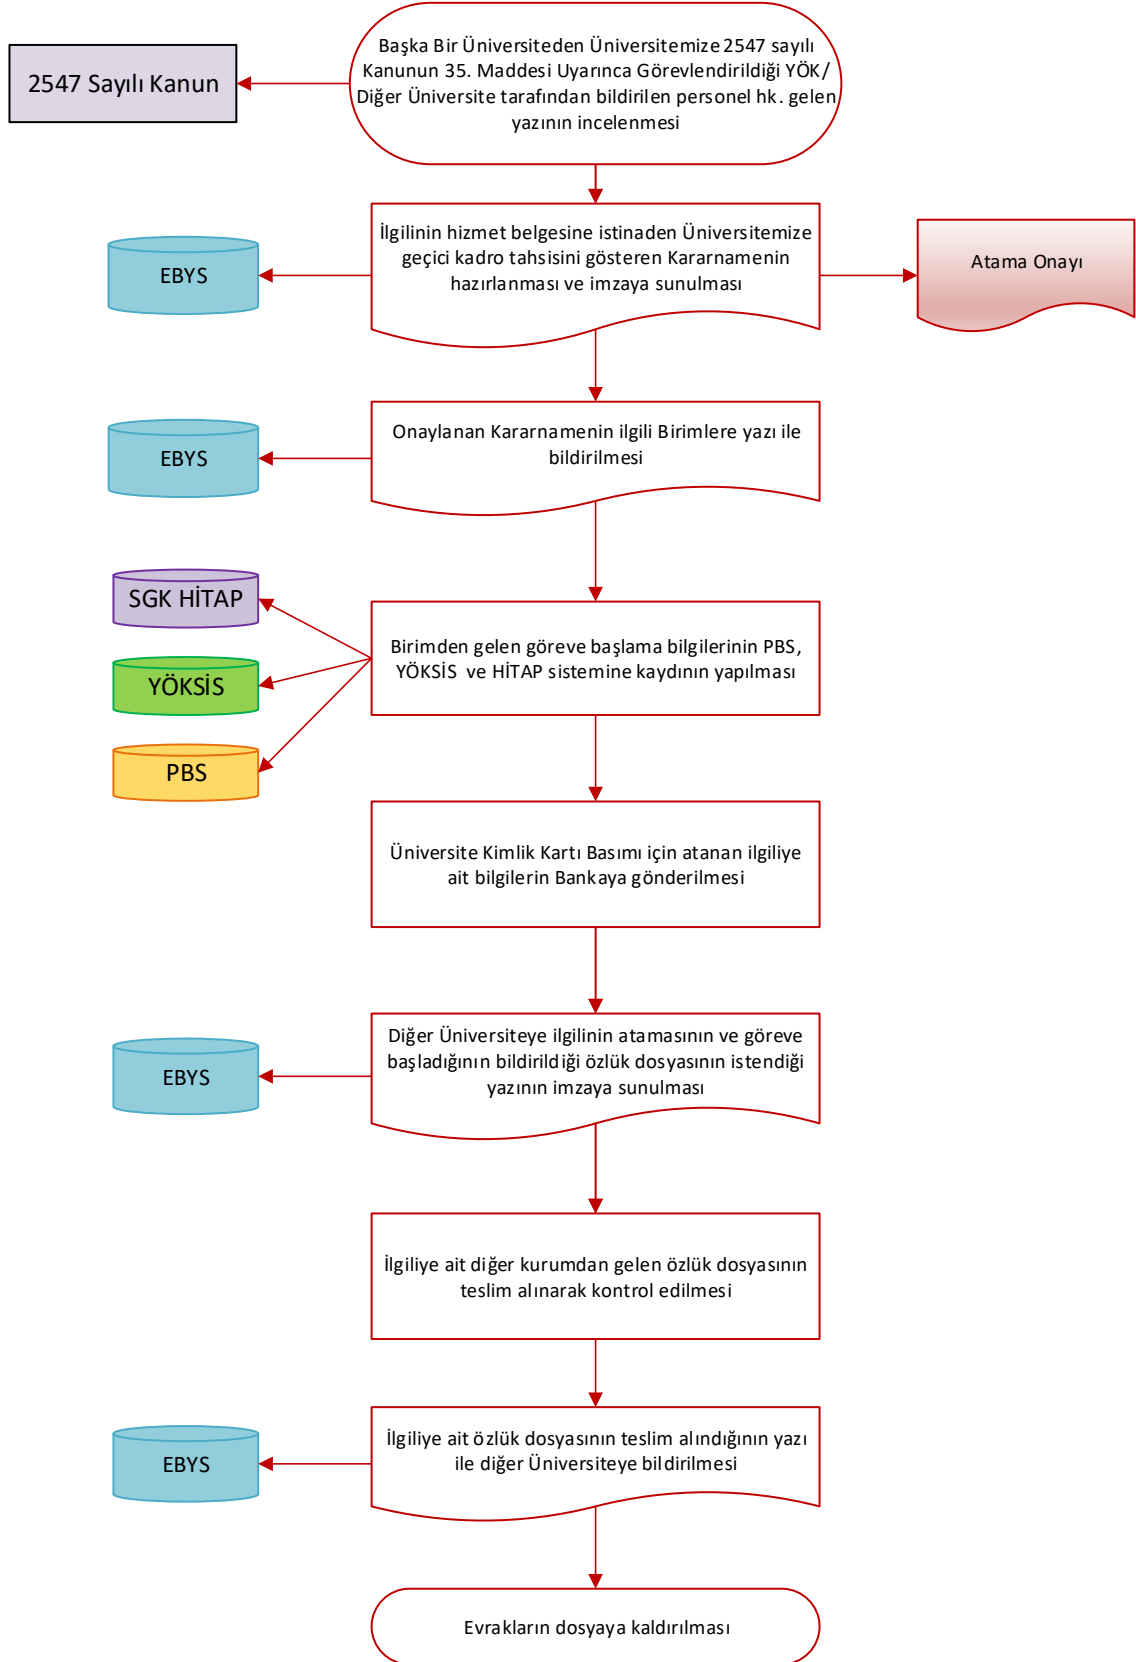 Başka Bir Üniversiteden Üniversitemize 2547 sayılı
Kanunun 35. Maddesi Uyarınca Görevlendirildiği YÖK/
Diğer Üniversite tarafından bildirilen personel hk. gelen
yazının incelenmesi
2547 Sayılı Kanun
İlgilinin hizmet belgesine istinaden Üniversitemize
geçici kadro tahsisini gösteren Kararnamenin
hazırlanması ve imzaya sunulması
EBYS
Atama Onayı
Onaylanan Kararnamenin ilgili Birimlere yazı ile
bildirilmesi
EBYS
SGK HİTAP
YÖKSİS
PBS
Birimden gelen göreve başlama bilgilerinin PBS,
YÖKSİS ve HİTAP sistemine kaydının yapılması
Üniversite Kimlik Kartı Basımı için atanan ilgiliye
ait bilgilerin Bankaya gönderilmesi
Diğer Üniversiteye ilgilinin atamasının ve göreve
başladığının bildirildiği özlük dosyasının istendiği
yazının imzaya sunulması
EBYS
İlgiliye ait diğer kurumdan gelen özlük dosyasının
teslim alınarak kontrol edilmesi
İlgiliye ait özlük dosyasının teslim alındığının yazı
ile diğer Üniversiteye bildirilmesi
EBYS
Evrakların dosyaya kaldırılması